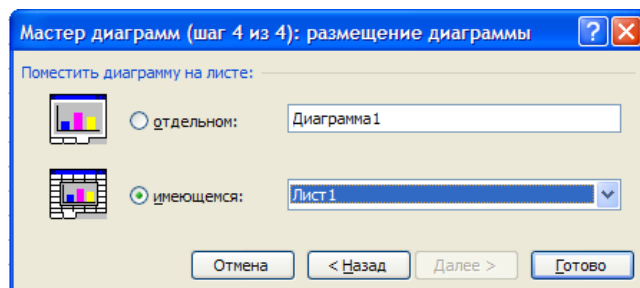 Мастер диаграмм (шаг 4 из 4): размещение диаграммы
Поместить диаграмму на листе:
отдельном: Диаграмма1
имеющемся: Лист1
Отмена < Назад Далее > Готово